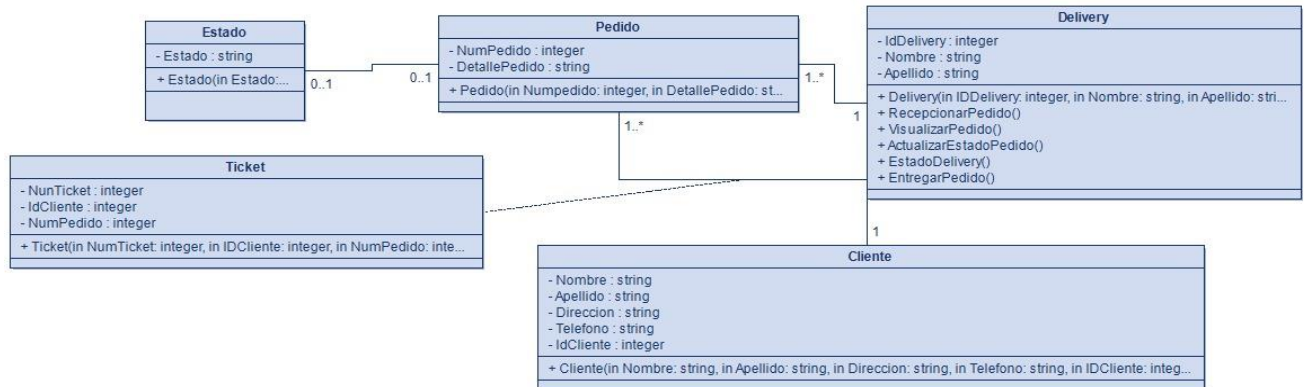 Estado
- Estado : string
+ Estado(in Estado:...
0..1
0..1
Pedido
- NumPedido : integer
- DetallePedido : string
+ Pedido(in Numpedido: integer, in DetallePedido: st...
1..*
1
1..*
Delivery
- IdDelivery : integer
- Nombre : string
- Apellido : string
+ Delivery(in IDDelivery: integer, in Nombre: string, in Apellido: stri...
+ RecepcionarPedido()
+ VisualizarPedido()
+ ActualizarEstadoPedido()
+ EstadoDelivery()
+ EntregarPedido()
Ticket
- NunTicket : integer
- IdCliente : integer
- NumPedido : integer
+ Ticket(in NumTicket: integer, in IDCliente: integer, in NumPedido: inte...
1
Cliente
- Nombre : string
- Apellido : string
- Direccion : string
- Telefono : string
- IdCliente : integer
+ Cliente(in Nombre: string, in Apellido: string, in Direccion: string, in Telefono: string, in IDCliente: integ...